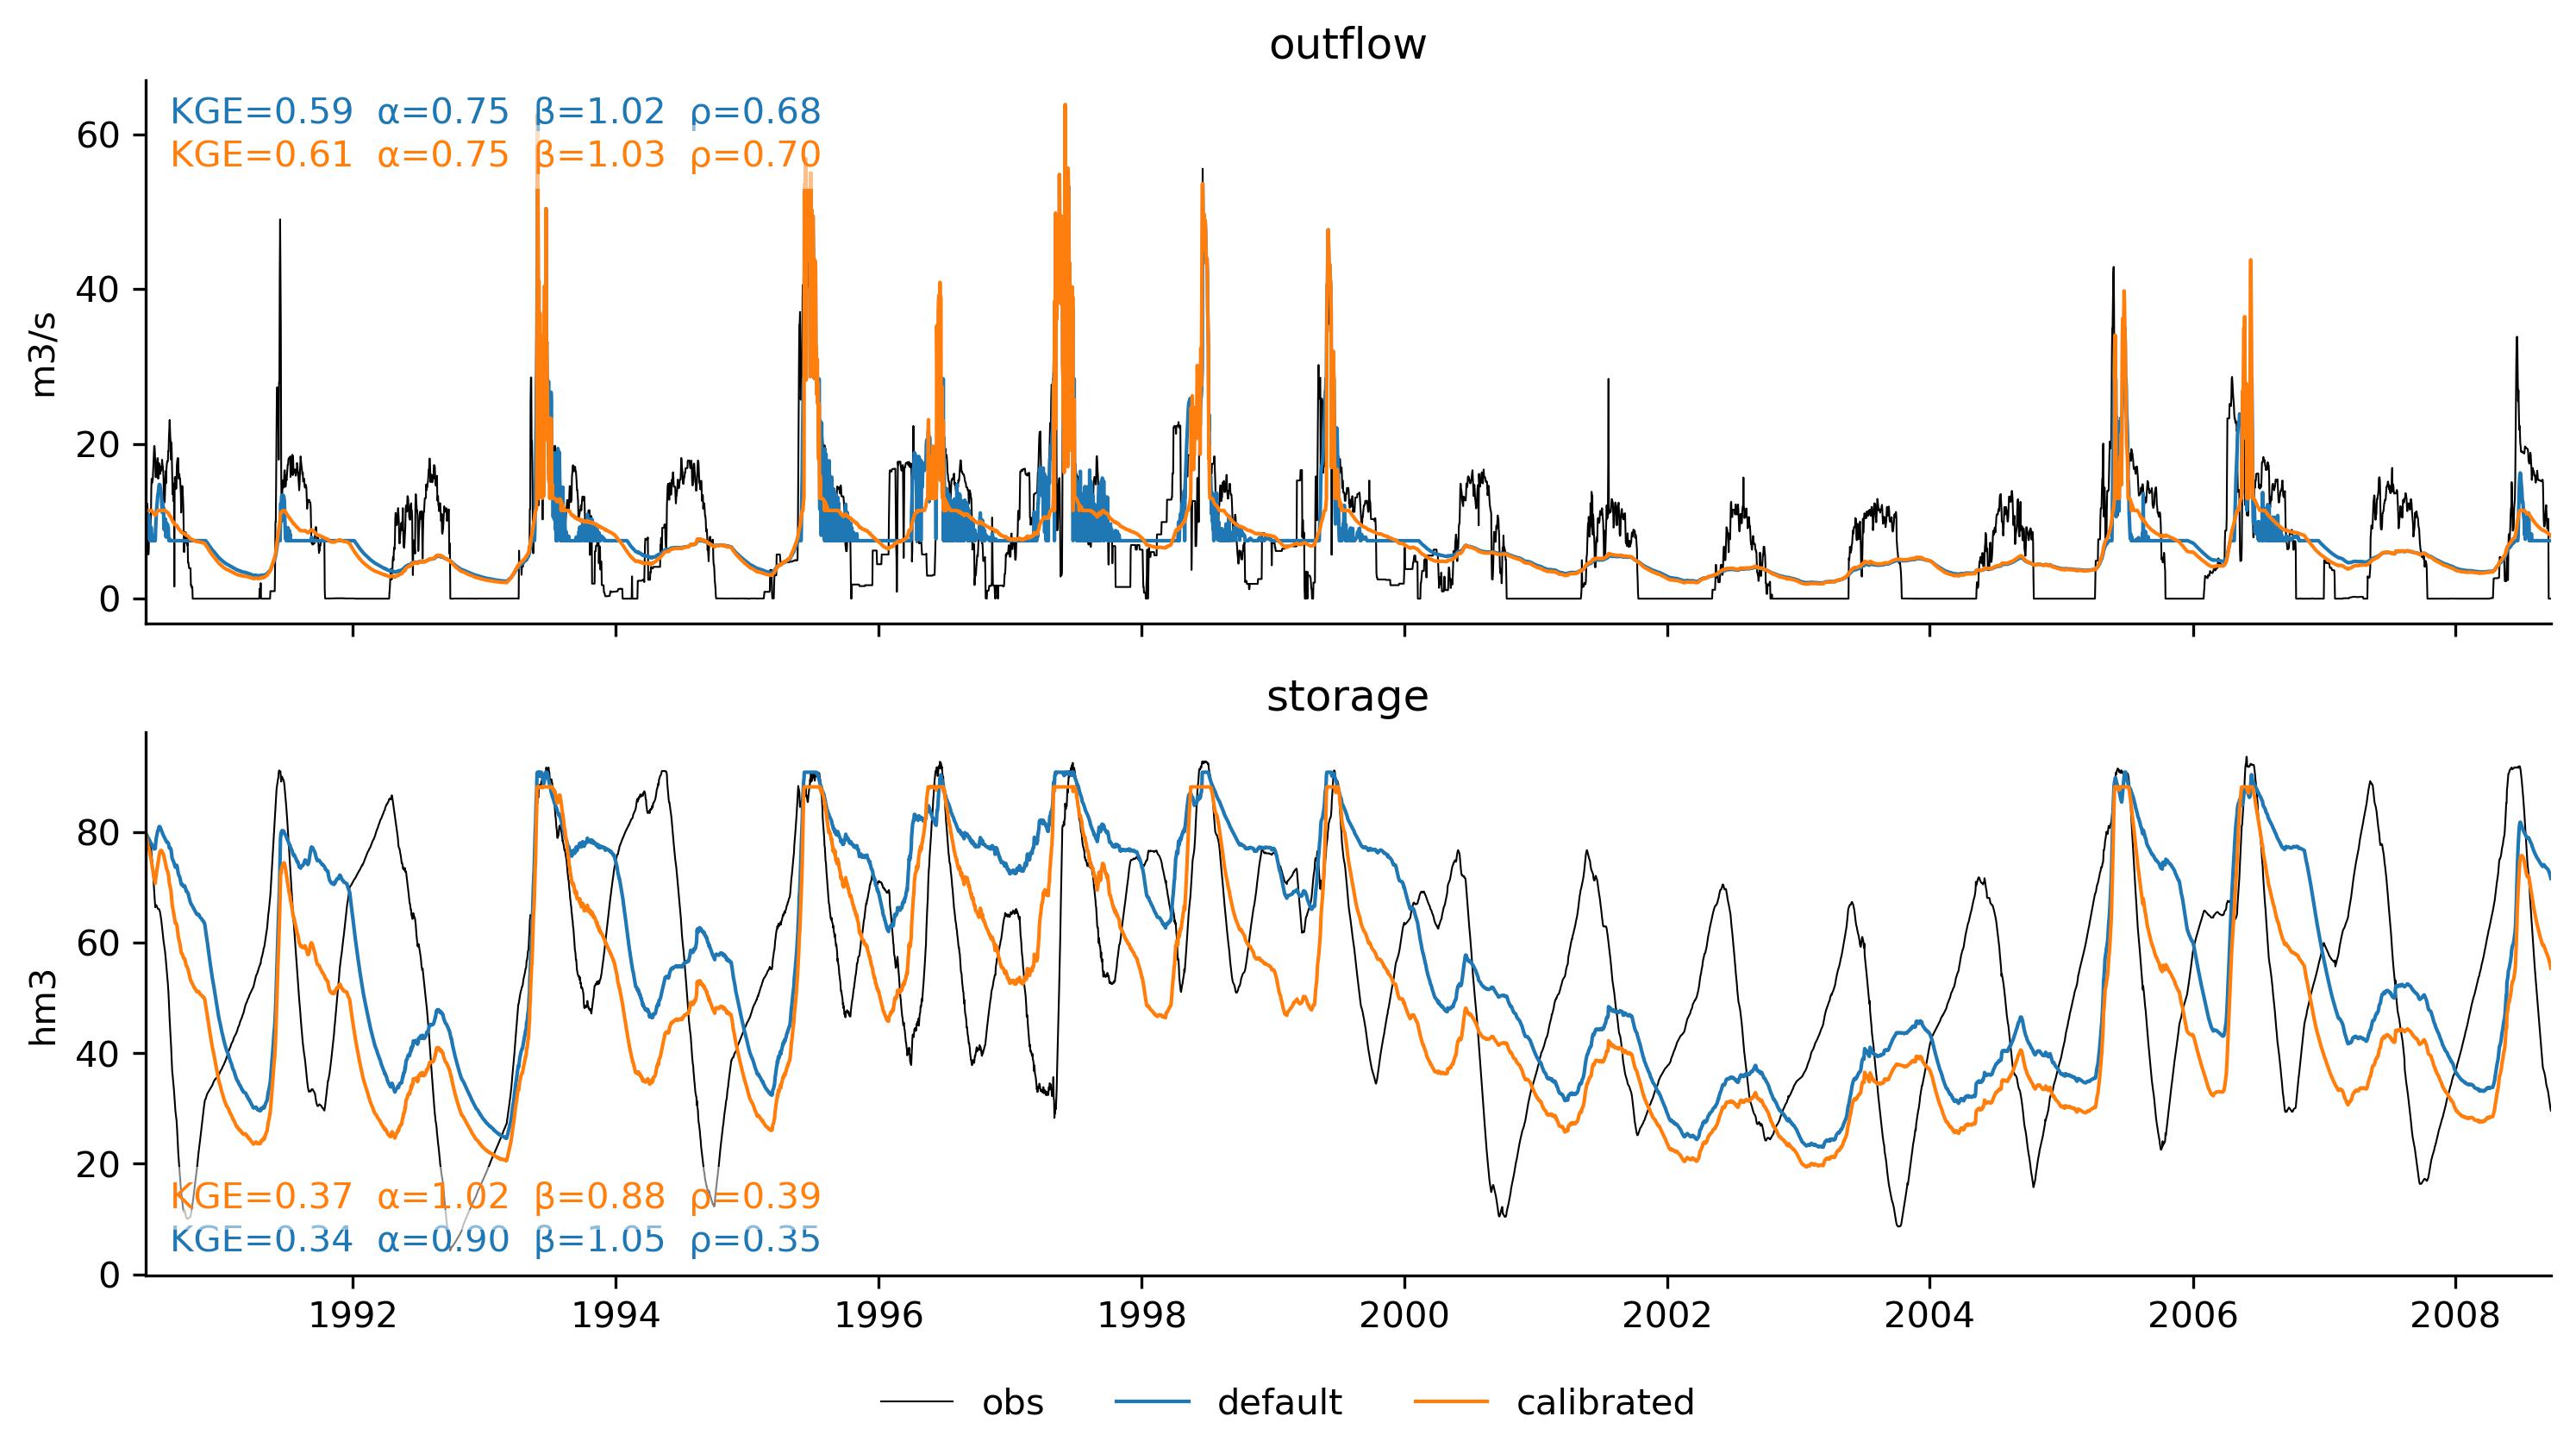 outflow
KGE=0.59 α=0.75 β=1.02 ρ=0.68
KGE=0.61 α=0.75 β=1.03 ρ=0.70
60
40
20
0
m3/s
storage
80
60
40
20
0
hm3
KGE=0.37 α=1.02 β=0.88 ρ=0.39
KGE=0.34 α=0.90 β=1.05 ρ=0.35
1992 1994 1996 1998 2000 2002 2004 2006 2008
obs default calibrated